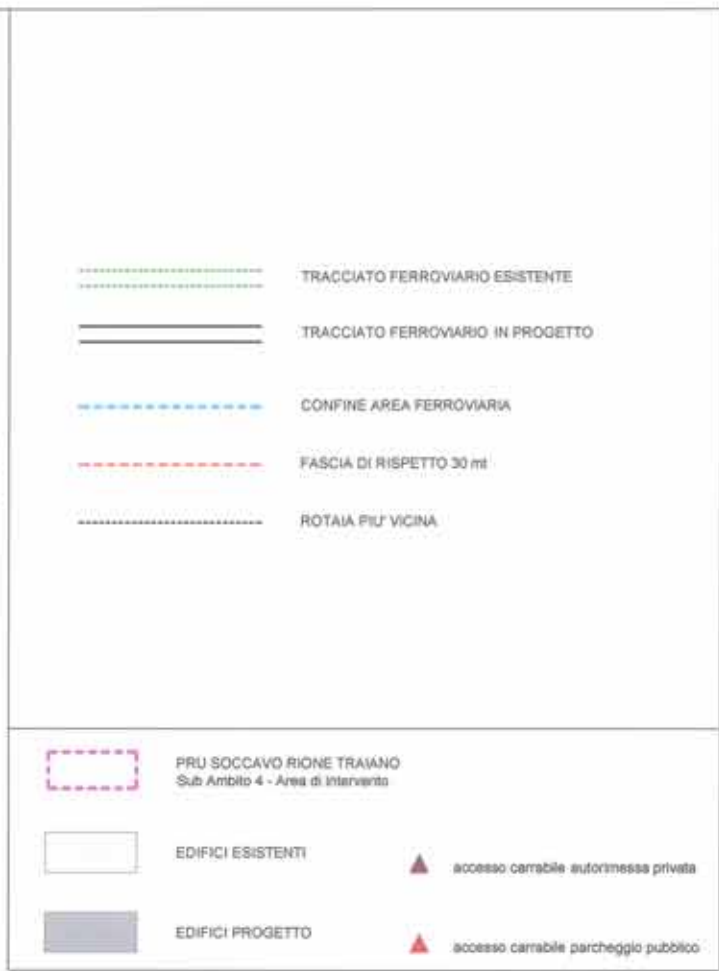 TRACCIATO FERROVIARIO ESISTENTE
TRACCIATO FERROVIARIO IN PROGETTO
CONFINE AREA FERROVIARIA
FASCIA DI RISPETTO 30 mt
ROTAIA PIU' VICINA
PRU SOCCAVO RIONE TRAIANO
Sub Ambito 4 - Area di Intervento
EDIFICI ESISTENTI
accesso carrabile autorimessa privata
EDIFICI PROGETTO
accesso carrabile parcheggio pubblico